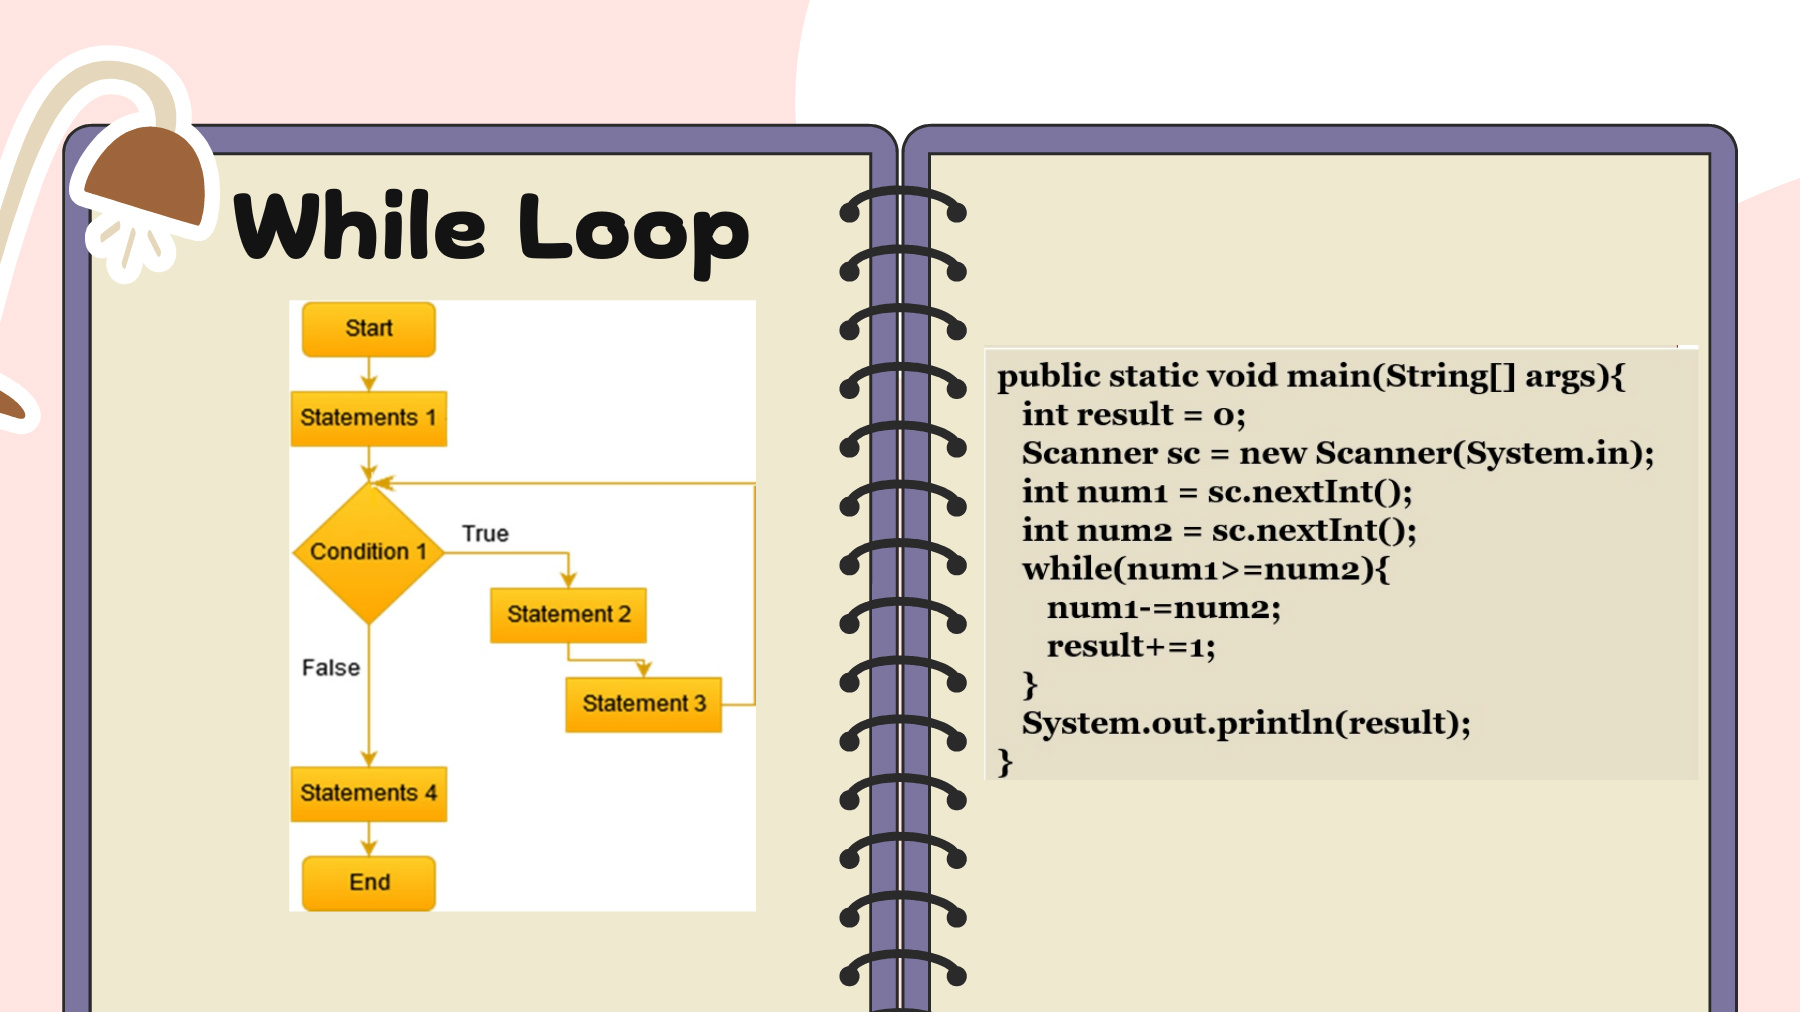 While Loop
Start
Statements 1
Condition 1
True
Statement 2
False
Statement 3
Statements 4
End
public static void main(String[] args){
int result = 0;
Scanner sc = new Scanner(System.in);
int num1 = sc.nextInt();
int num2 = sc.nextInt();
while(num1>=num2){
num1-=num2;
result+=1;
}
System.out.println(result);
}